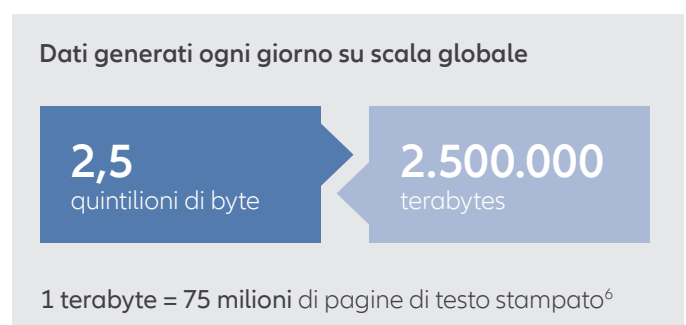 Dati generati ogni giorno su scala globale
2,5
quintilioni di byte
2.500.000
terabytes
1 terabyte = 75 milioni di pagine di testo stampato⁶